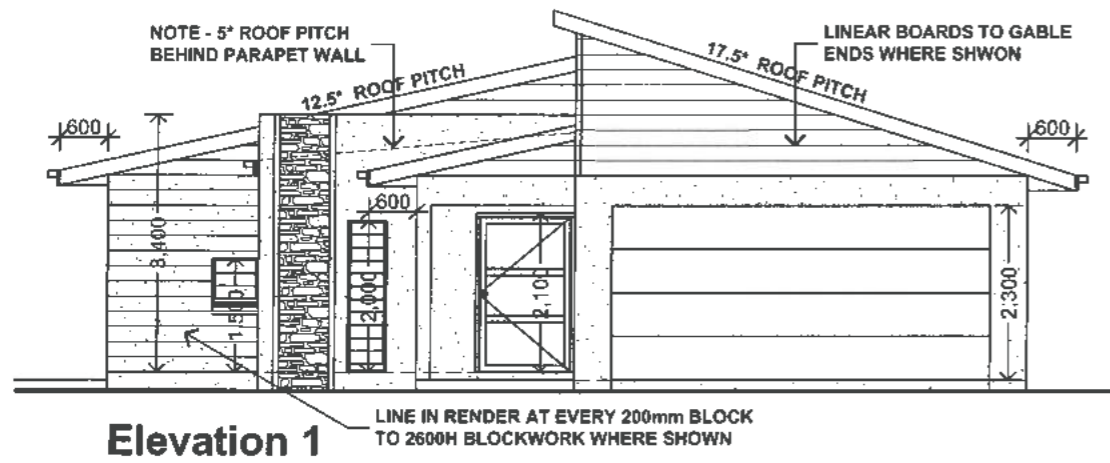 NOTE - 5* ROOF PITCH
BEHIND PARAPET WALL
LINEAR BOARDS TO GABLE
ENDS WHERE SHWON
17.5* ROOF PITCH
12.5* ROOF PITCH
600
600
600
3,400
1,500
2,000
2,100
2,300
LINE IN RENDER AT EVERY 200mm BLOCK
TO 2600H BLOCKWORK WHERE SHOWN
Elevation 1